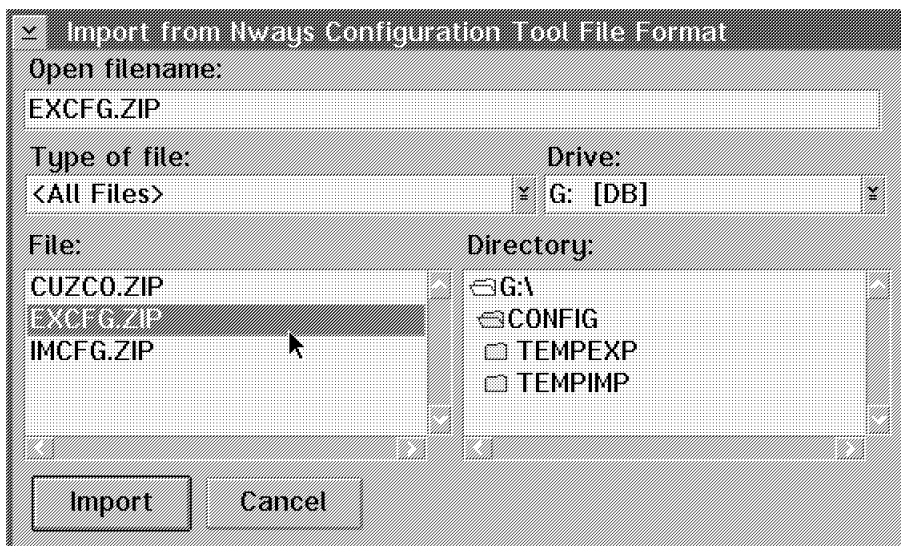 Import from Nways Configuration Tool File Format
Open filename:
EXCFG.ZIP
Type of file:
Drive:
<All Files>
G: [DB]
File:
Directory:
CUZCO.ZIP
EXCFG.ZIP
IMCFG.ZIP
G:\
CONFIG
TEMPEXP
TEMPIMP
Import
Cancel